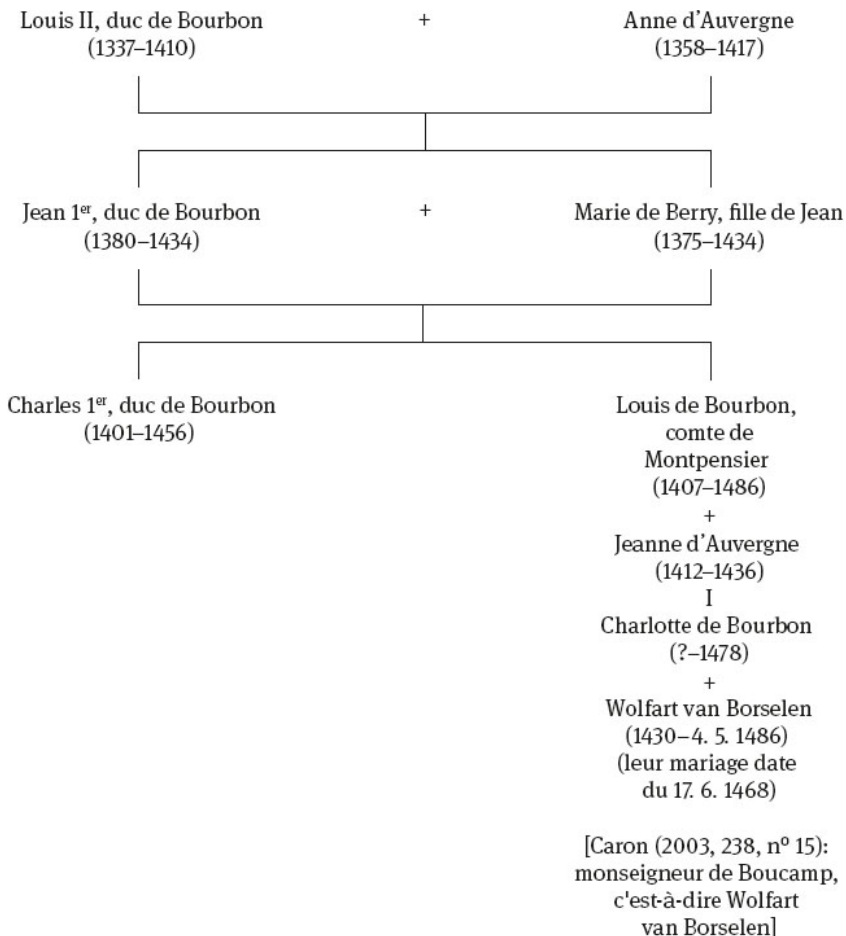 Louis II, duc de Bourbon + Anne d’Auvergne
(1337–1410) (1358–1417)
Jean 1er, duc de Bourbon + Marie de Berry, fille de Jean
(1380–1434) (1375–1434)
Charles 1er, duc de Bourbon Louis de Bourbon,
(1401–1456) comte de
Montpensier
(1407–1486)
+
Jeanne d’Auvergne
(1412–1436)
I
Charlotte de Bourbon
(?–1478)
+
Wolfart van Borselen
(1430–4. 5. 1486)
(leur mariage date
du 17. 6. 1468)
[Caron (2003, 238, nº 15):
monseigneur de Boucamp,
c'est-à-dire Wolfart
van Borselen]